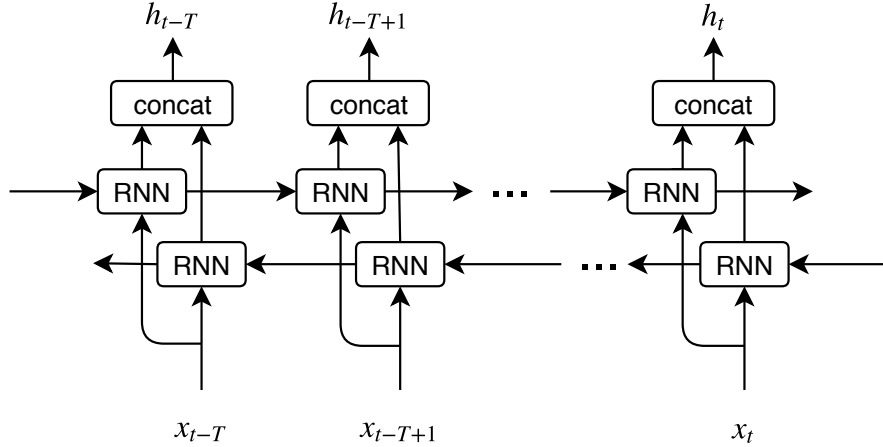 h_{t−T} h_{t−T+1} h_t
concat concat concat
RNN RNN ... RNN
RNN RNN ... RNN
x_{t−T} x_{t−T+1} x_t